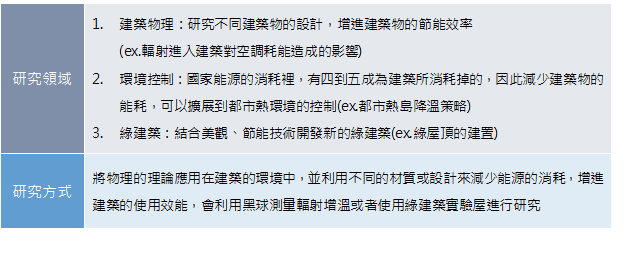 研究領域
1. 建築物理：研究不同建築物的設計，增進建築物的節能效率
(ex.輻射進入建築對空調耗能造成的影響)
2. 環境控制：國家能源的消耗裡，有四到五成為建築所消耗掉的，因此減少建築物的
能耗，可以擴展到都市熱環境的控制(ex.都市熱島降溫策略)
3. 綠建築：結合美觀、節能技術開發新的綠建築(ex.綠屋頂的建置)
研究方式
將物理的理論應用在建築的環境中，並利用不同的材質或設計來減少能源的消耗，增進
建築的使用效能，會利用黑球測量輻射增溫或者使用綠建築實驗屋進行研究